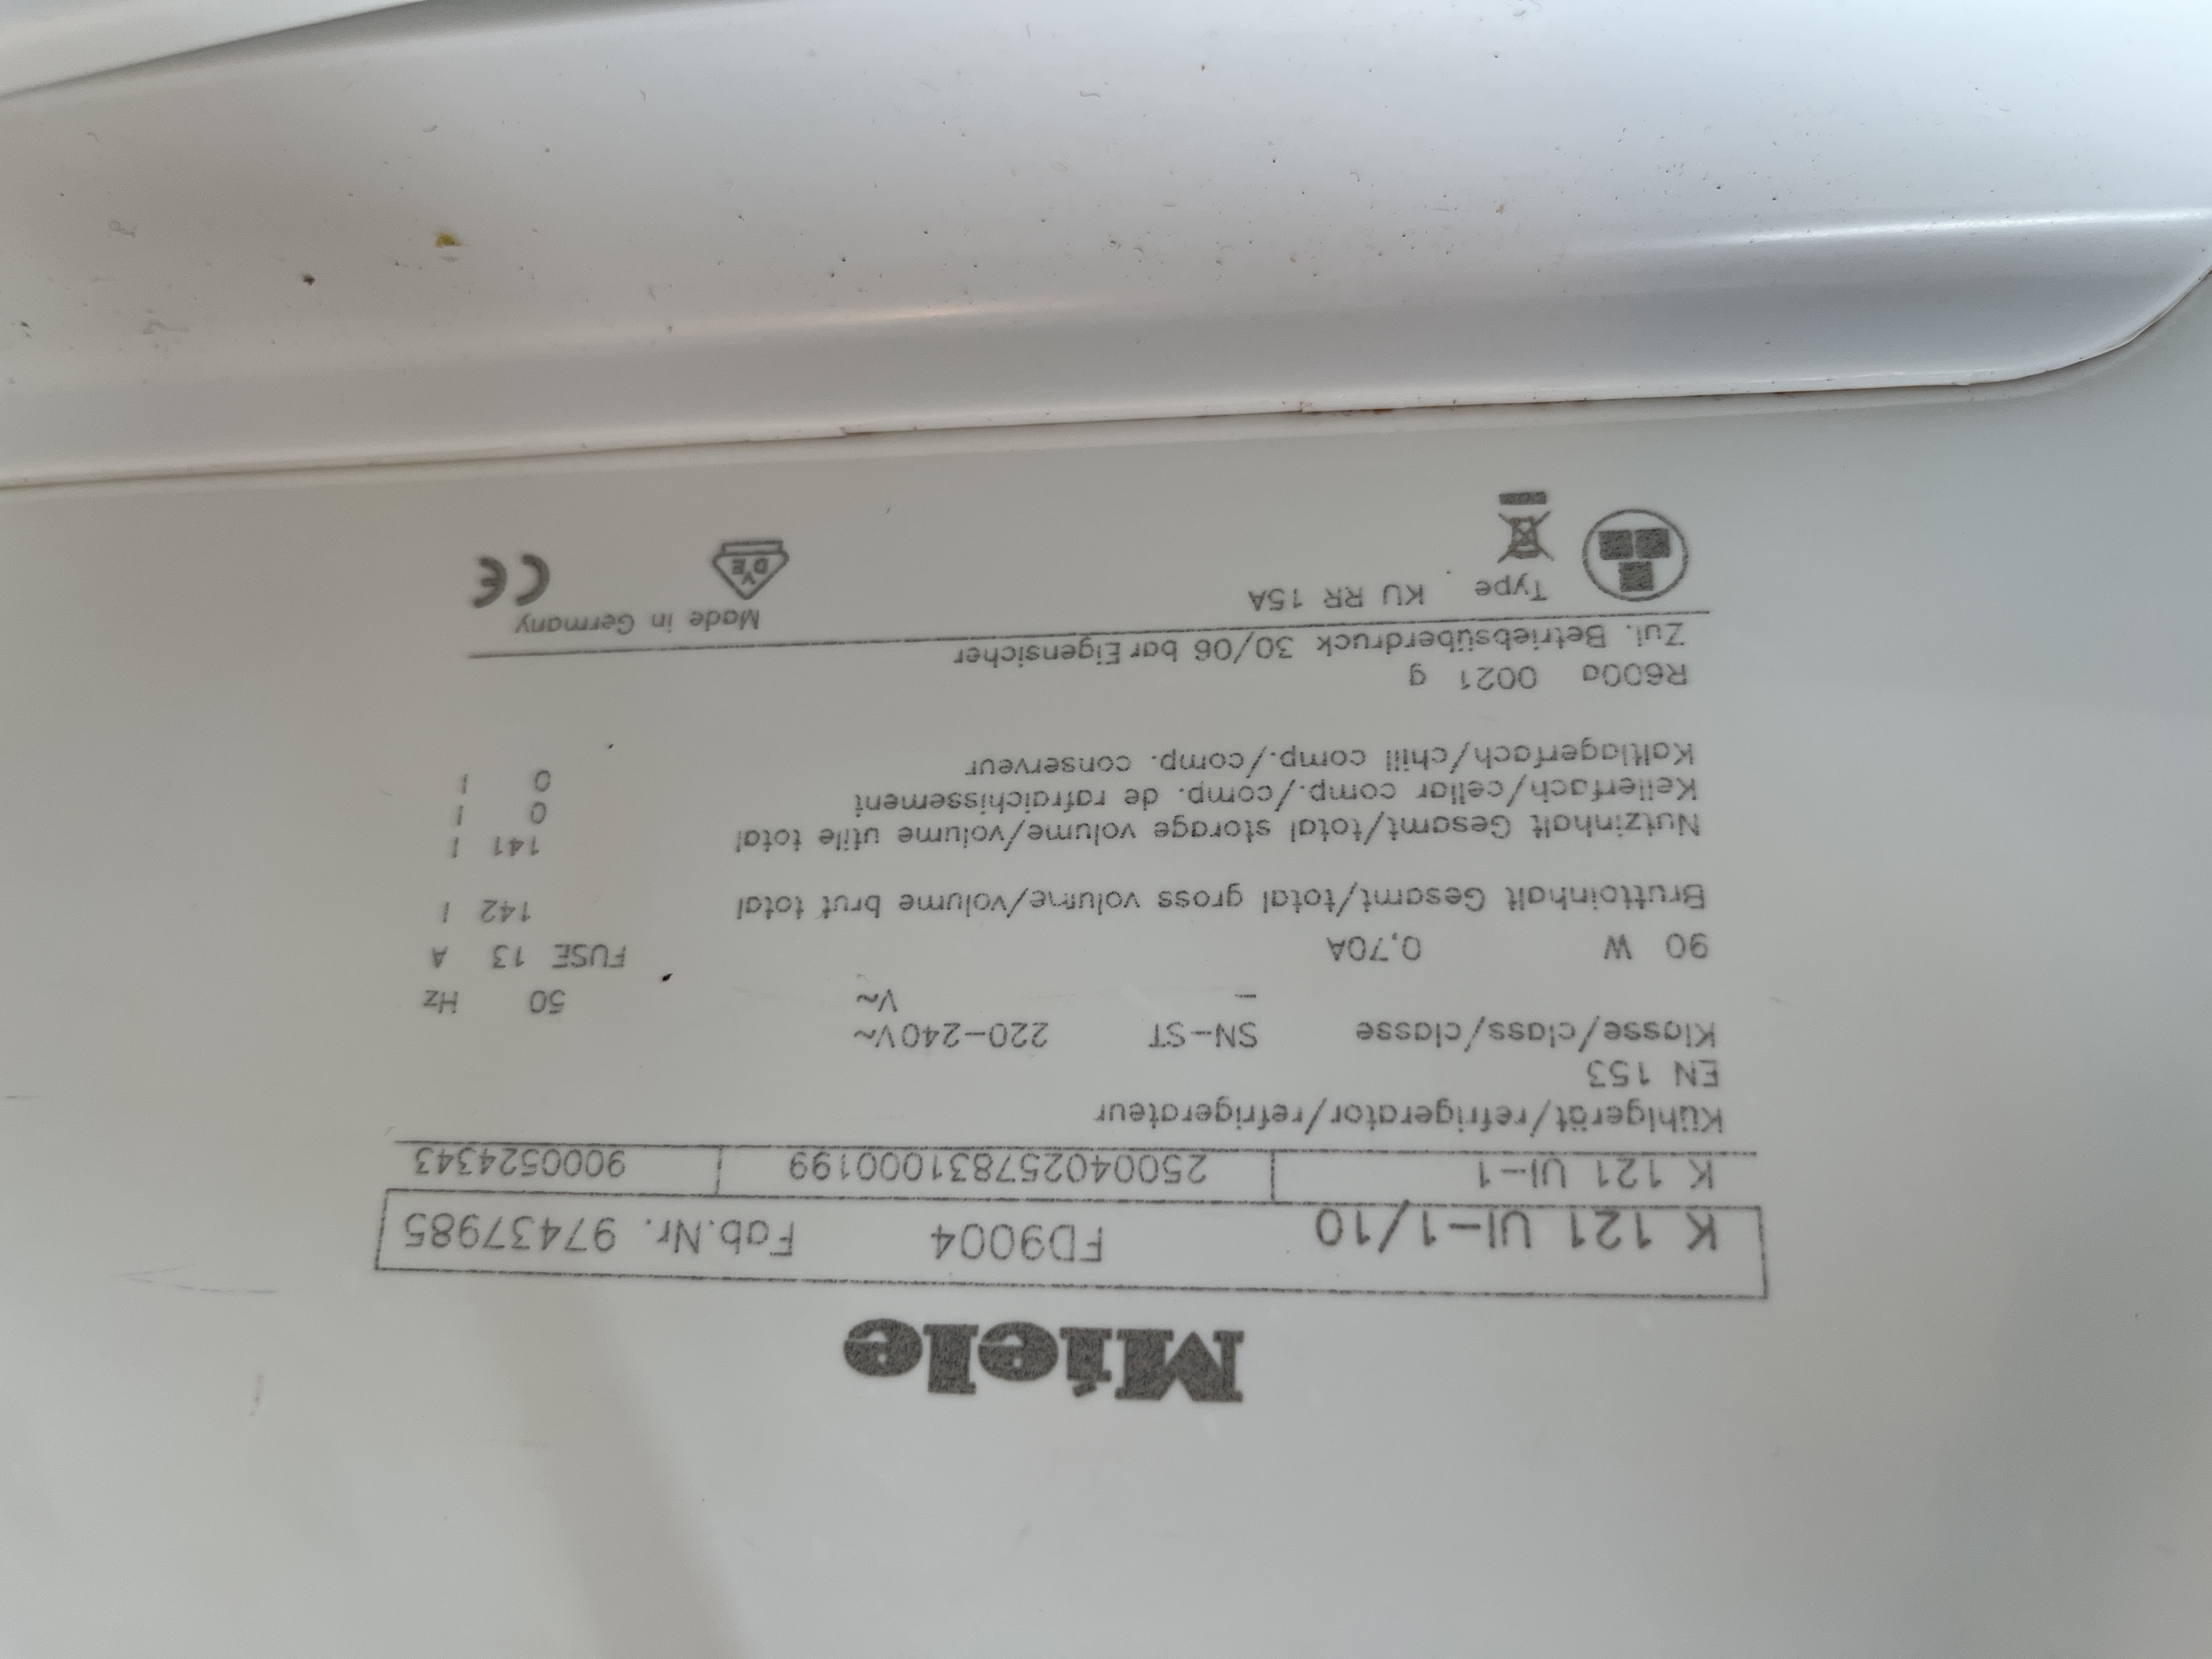 Miele
K 121 UI-1/10 FD9004 Fab.Nr. 97437985
K 121 UI-1 250040257831000199 9000524343
Kühlgerät/refrigerator/refrigerateur
EN 153
Klasse/class/classe SN-ST 220-240V~ 50 Hz
– V~
90 W 0,70A FUSE 13 A
Bruttoinhalt Gesamt/total gross volume/volume brut total 142 l
Nutzinhalt Gesamt/total storage volume/volume utile total 141 l
Kellerfach/cellar comp./comp. de rafraichissement 0 l
Kaltlagerfach/chill comp./comp. conserveur 0 l
R600a 0021 g
Zul. Betriebsüberdruck 30/06 bar Eigensicher
Type KU RR 15A Made in Germany
VDE CE